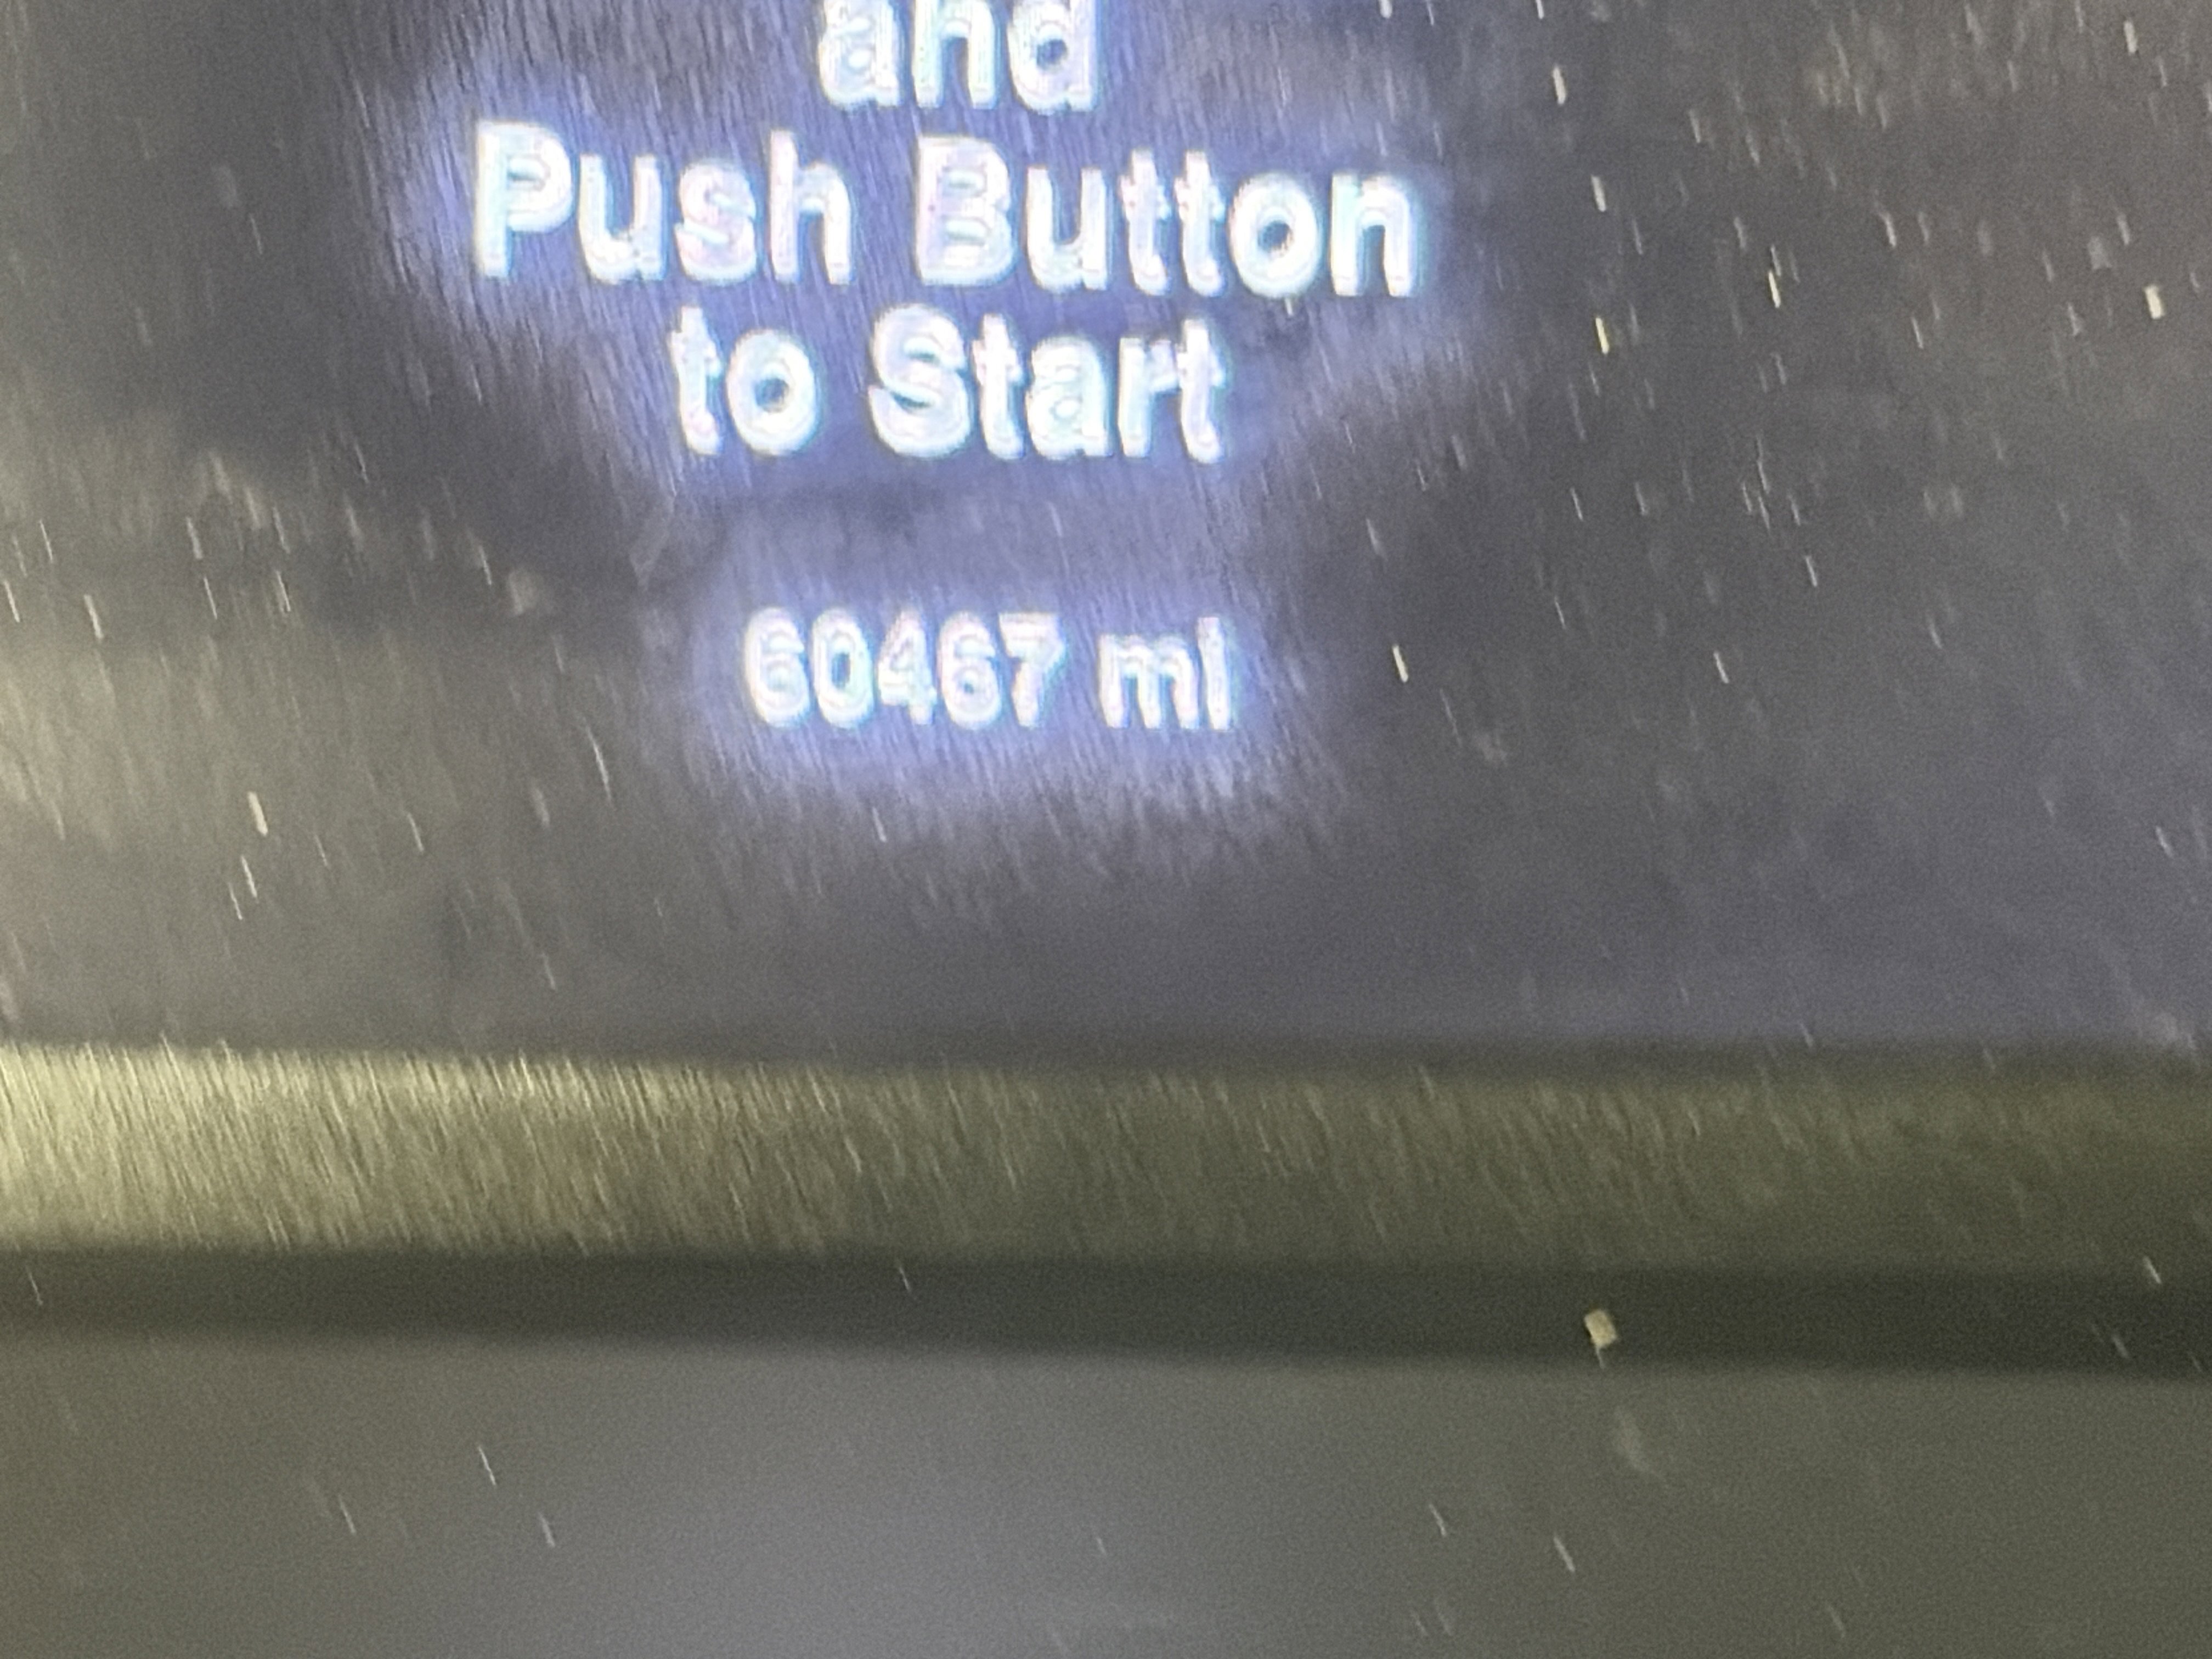 and
Push Button
to Start
60467 mi